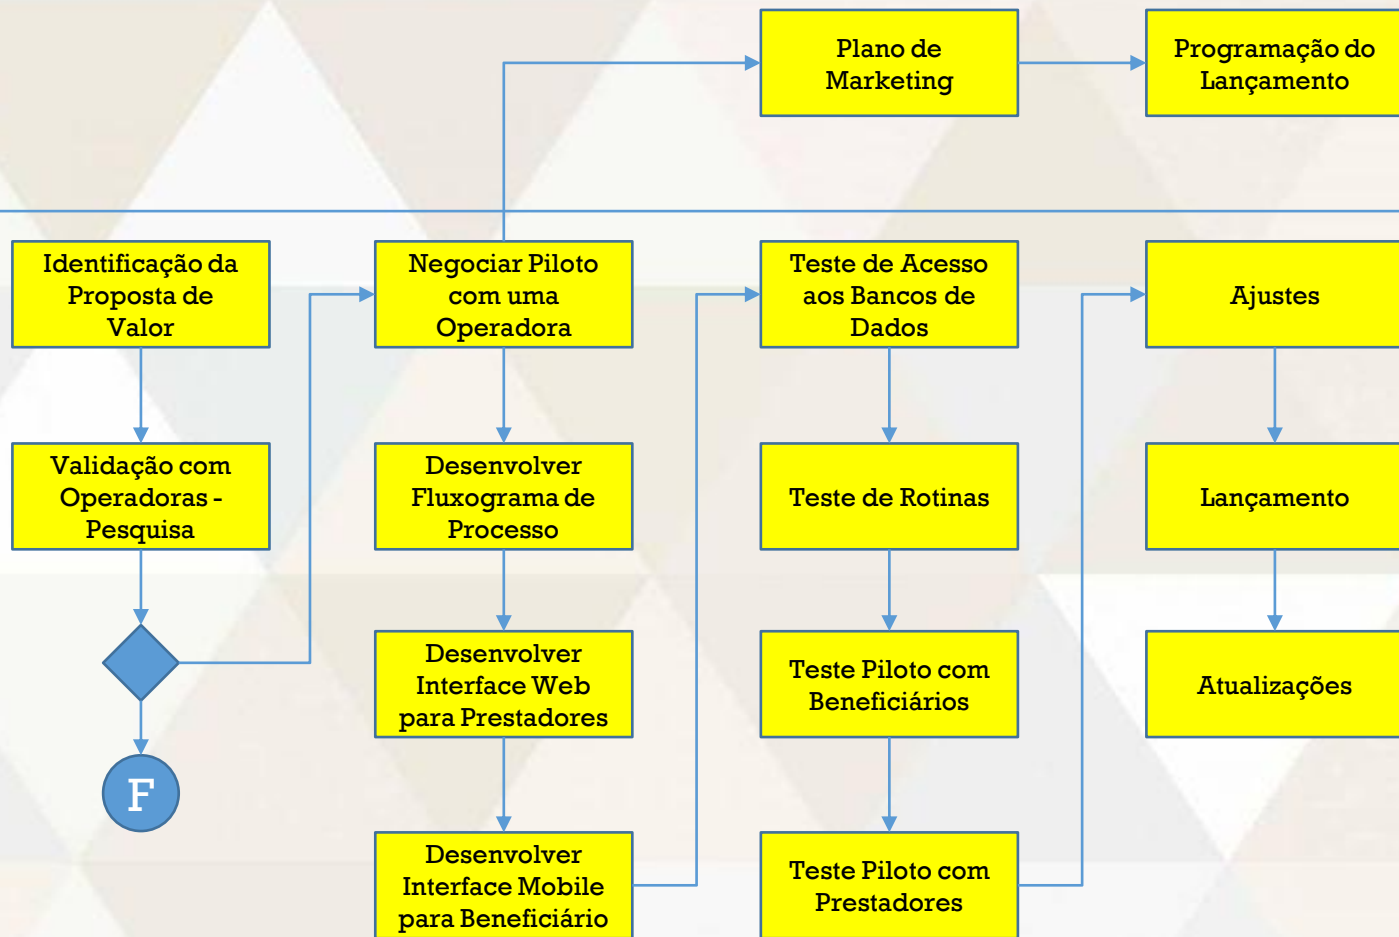 Plano de
Marketing
Programação do
Lançamento
Identificação da
Proposta de
Valor
Validação com
Operadoras -
Pesquisa
F
Negociar Piloto
com uma
Operadora
Desenvolver
Fluxograma de
Processo
Desenvolver
Interface Web
para Prestadores
Desenvolver
Interface Mobile
para Beneficiário
Teste de Acesso
aos Bancos de
Dados
Teste de Rotinas
Teste Piloto com
Beneficiários
Teste Piloto com
Prestadores
Ajustes
Lançamento
Atualizações